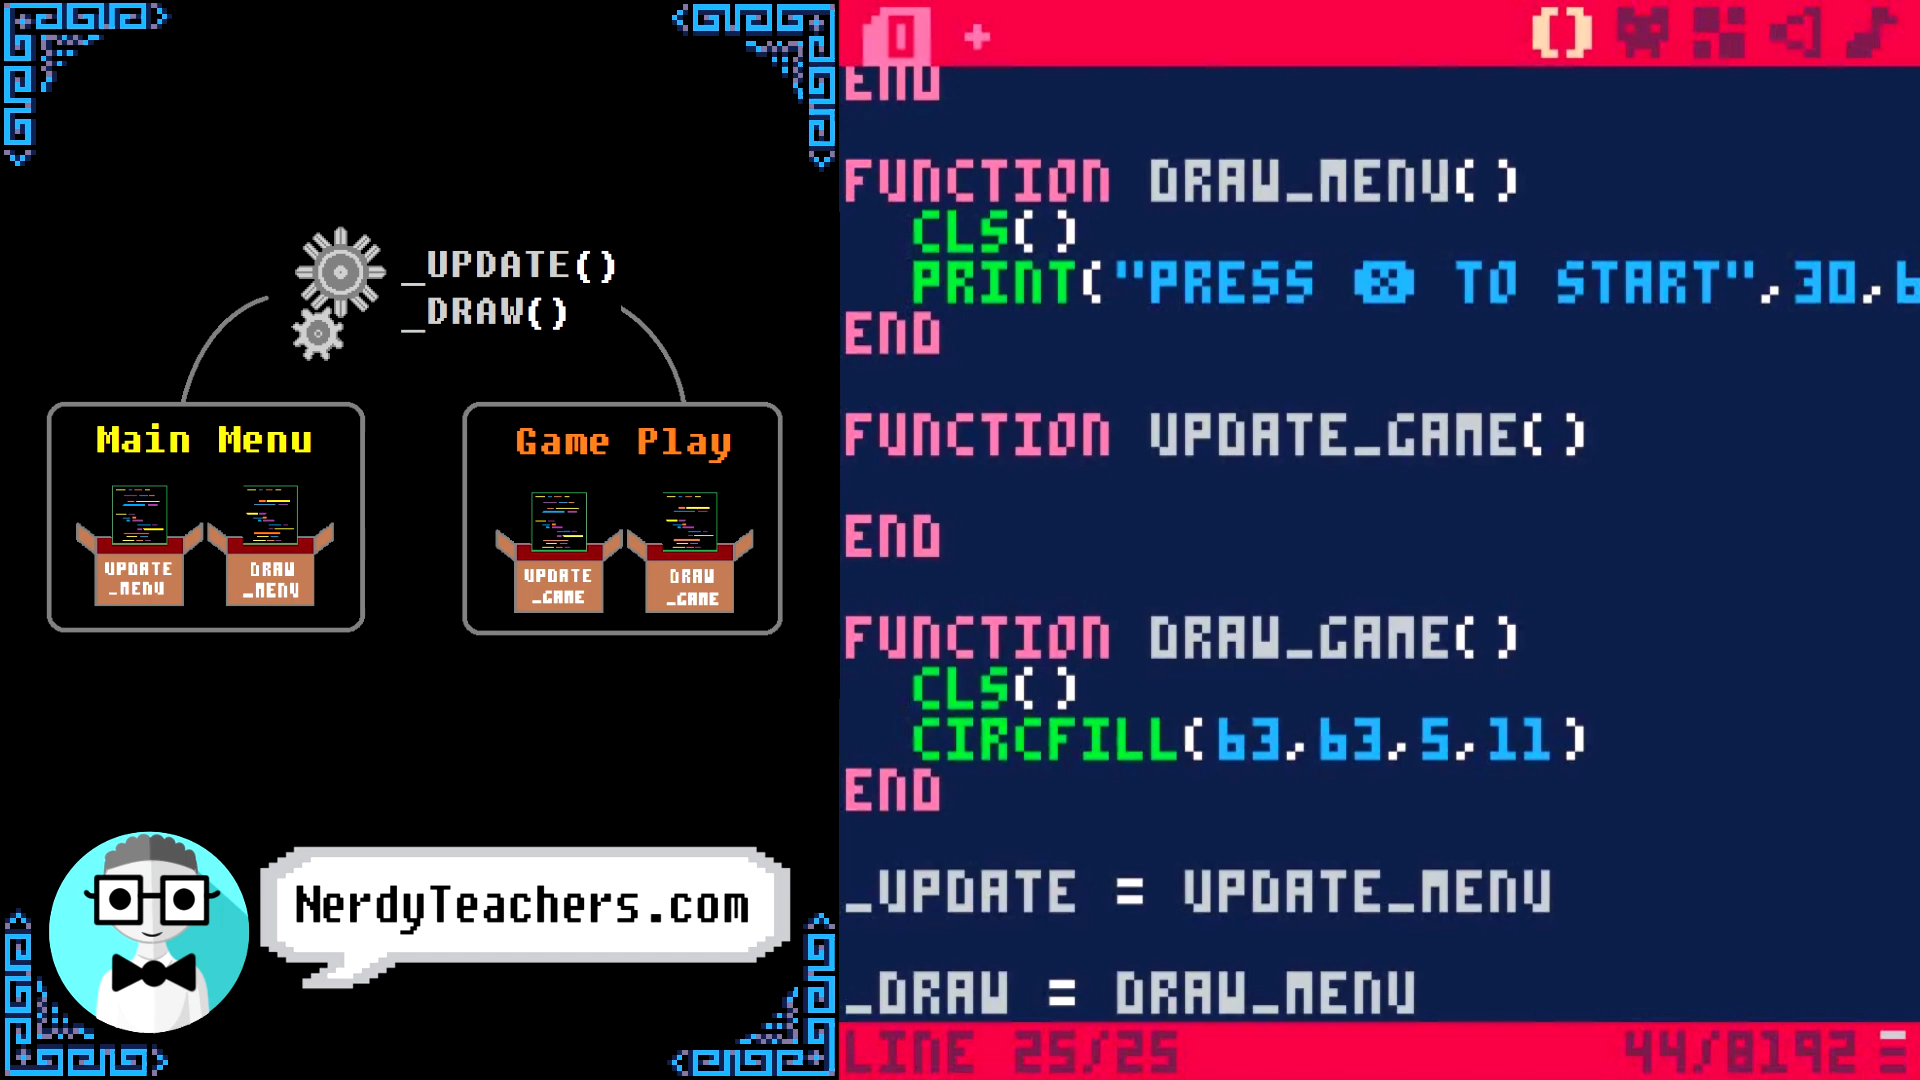 _UPDATE()
_DRAW()
Main Menu
UPDATE
_MENU
DRAW
_MENU
Game Play
UPDATE
_GAME
DRAW
_GAME
NerdyTeachers.com
0 +
END
FUNCTION DRAW_MENU()
CLS()
PRINT("PRESS ❎ TO START",30,6
END
FUNCTION UPDATE_GAME()
END
FUNCTION DRAW_GAME()
CLS()
CIRCFILL(63,63,5,11)
END
_UPDATE = UPDATE_MENU
_DRAW = DRAW_MENU
LINE 25/25
44/8192